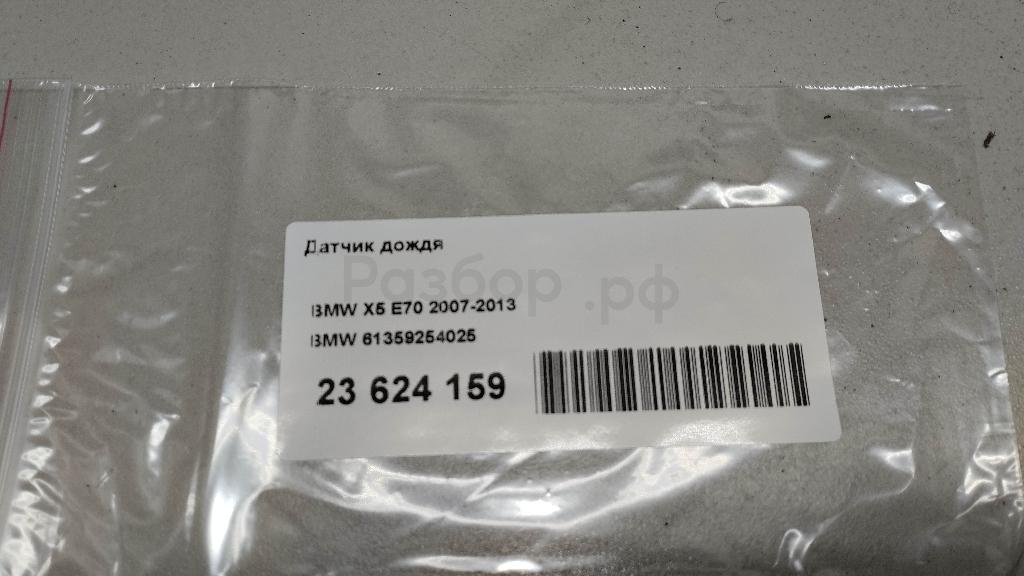 Датчик дождя
Разбор.рф
BMW X5 E70 2007-2013
BMW 61359254025
23 624 159